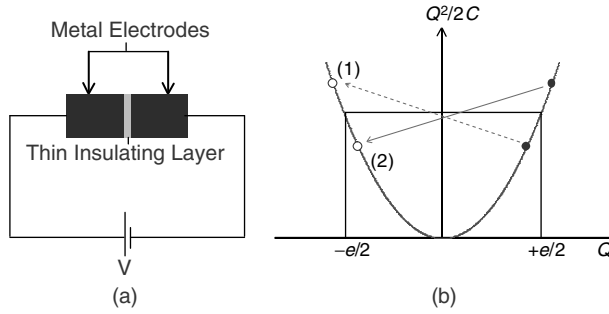 Metal Electrodes
Thin Insulating Layer
V
(a)
Q²/2C
(1)
(2)
–e/2
+e/2
Q
(b)